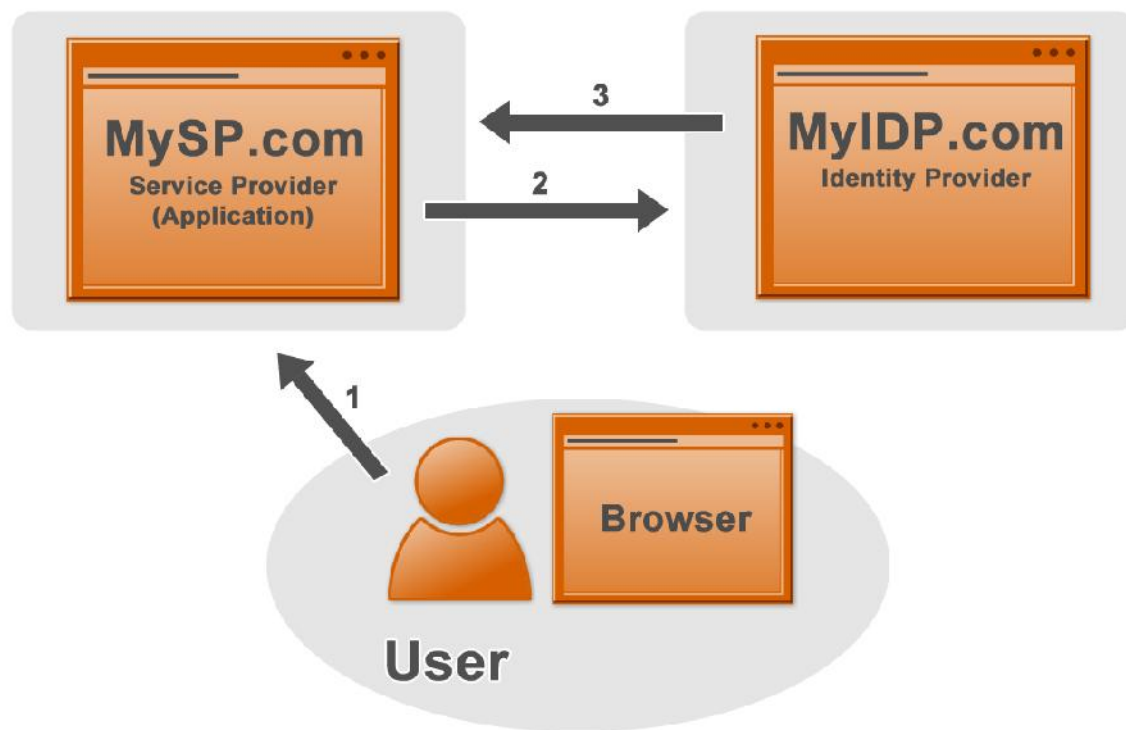 MySP.com
Service Provider
(Application)
3
2
MyIDP.com
Identity Provider
1
Browser
User